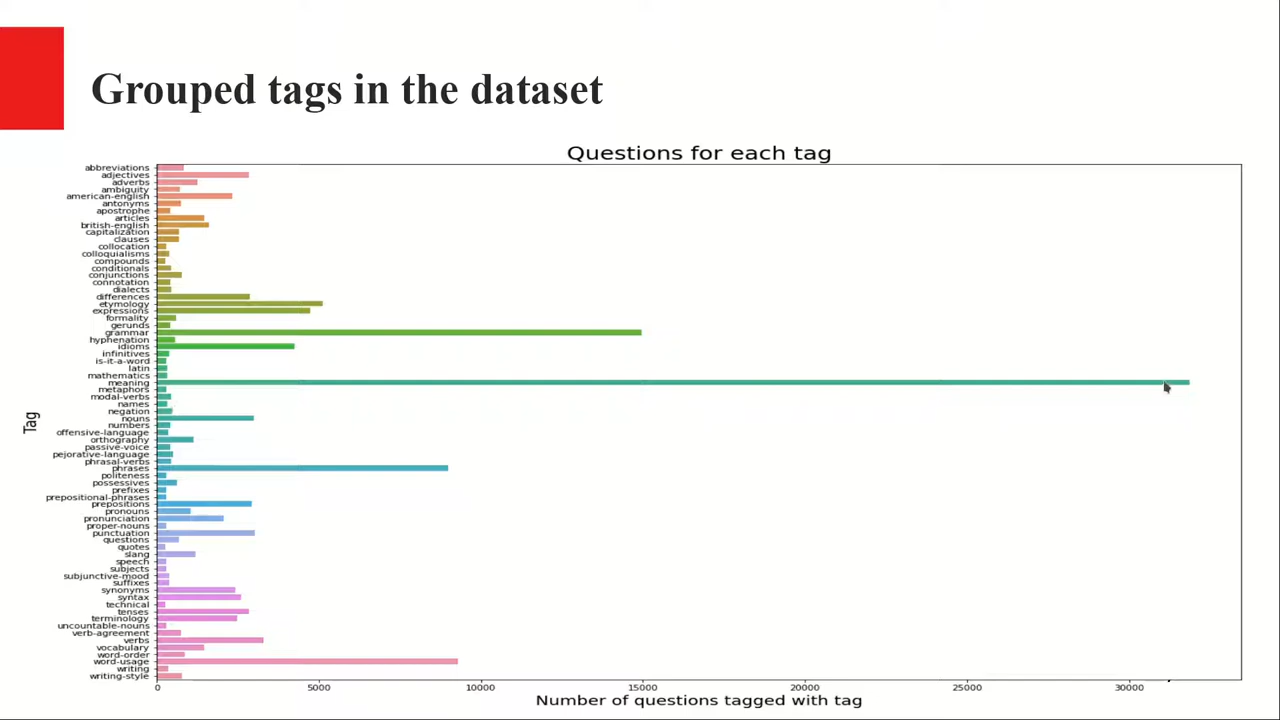 Grouped tags in the dataset
Questions for each tag
abbreviations
adjectives
adverbs
ambiguity
american-english
antonyms
apostrophe
articles
british-english
capitalization
clauses
collocation
colloquialisms
compounds
conditionals
conjunctions
connotation
dialects
differences
etymology
expressions
formality
gerunds
grammar
hyphenation
idioms
infinitives
is-it-a-word
latin
mathematics
meaning
metaphors
modal-verbs
names
negation
nouns
numbers
offensive-language
orthography
passive-voice
pejorative-language
phrasal-verbs
phrases
politeness
possessives
prefixes
prepositional-phrases
prepositions
pronouns
pronunciation
proper-nouns
punctuation
questions
quotes
slang
speech
subjects
subjunctive-mood
suffixes
synonyms
syntax
technical
tenses
terminology
uncountable-nouns
verb-agreement
verbs
vocabulary
word-order
word-usage
writing
writing-style
Tag
0 5000 10000 15000 20000 25000 30000
Number of questions tagged with tag